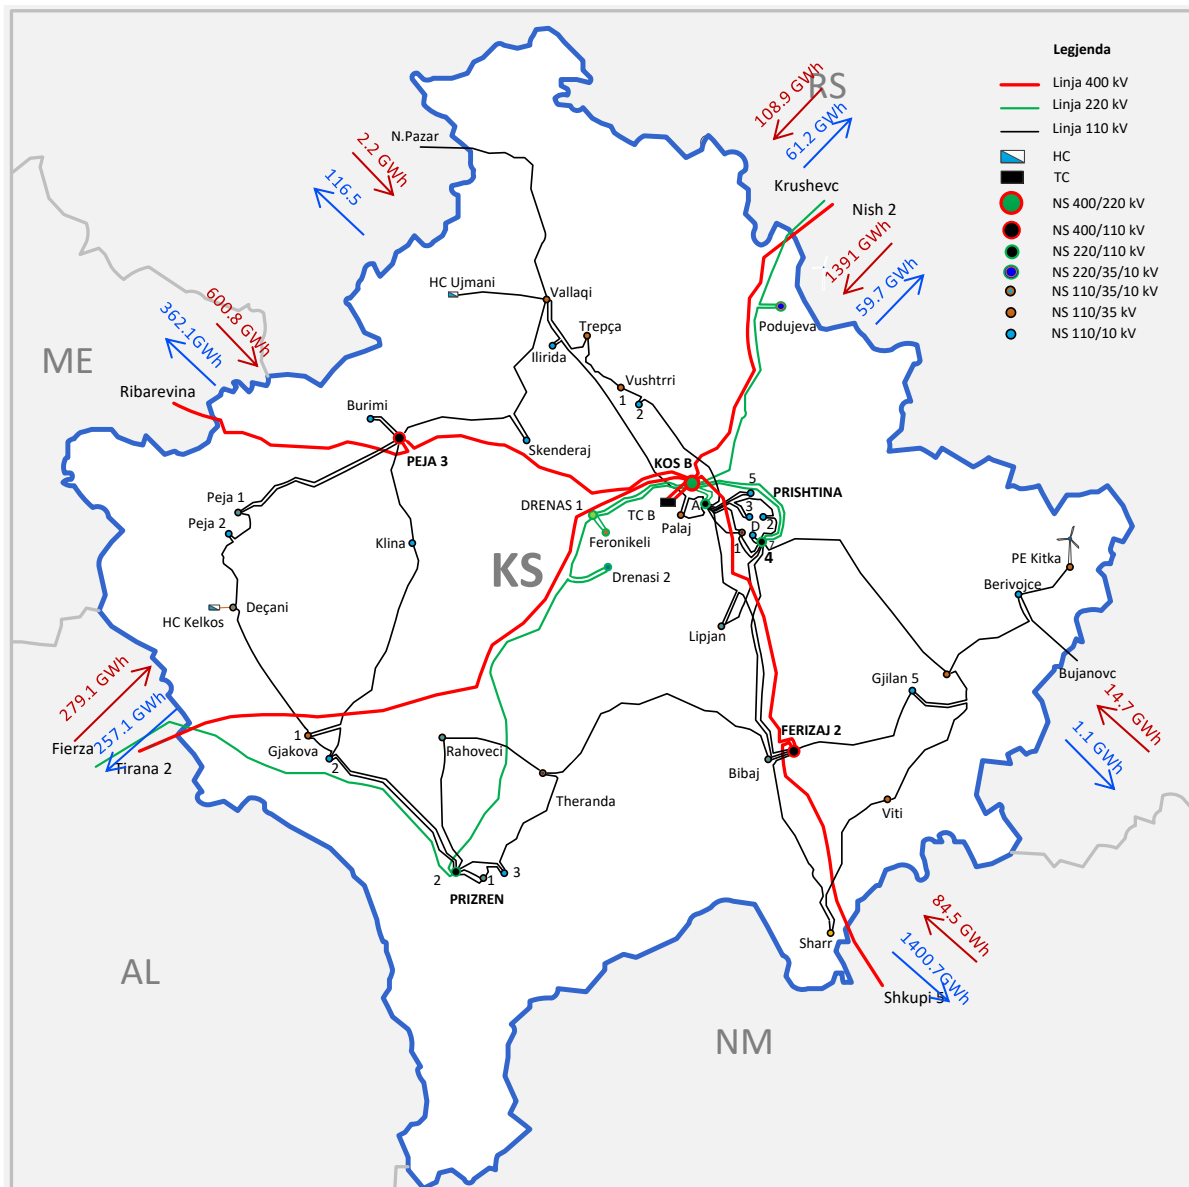 Legjenda
Linja 400 kV
Linja 220 kV
Linja 110 kV
HC
TC
NS 400/220 kV
NS 400/110 kV
NS 220/110 kV
NS 220/35/10 kV
NS 110/35/10 kV
NS 110/35 kV
NS 110/10 kV
RS
108.9 GWh
61.2 GWh
Krushevc
Nish 2
1391 GWh
59.7 GWh
N.Pazar
2.2 GWh
116.5
HC Ujmani
Vallaqi
Trepça
Ilirida
Podujeva
600.8 GWh
362.1GWh
ME
Ribarevina
Burimi
Vushtrri
1
2
PEJA 3
Skenderaj
KOS B
5
PRISHTINA
Peja 1
Peja 2
DRENAS 1
TC B
Palaj
A
3
2
D
1
7
4
Klina
Feronikeli
KS
Drenasi 2
PE Kitka
Berivojce
HC Kelkos
Deçani
Lipjan
Bujanovc
Gjilan 5
279.1 GWh
257.1 GWh
14.7 GWh
1.1 GWh
Fierza
Tirana 2
1
Gjakova
2
Rahoveci
FERIZAJ 2
Bibaj
Theranda
Viti
2
1
3
PRIZREN
Sharr
84.5 GWh
1400.7GWh
Shkupi 5
AL
NM